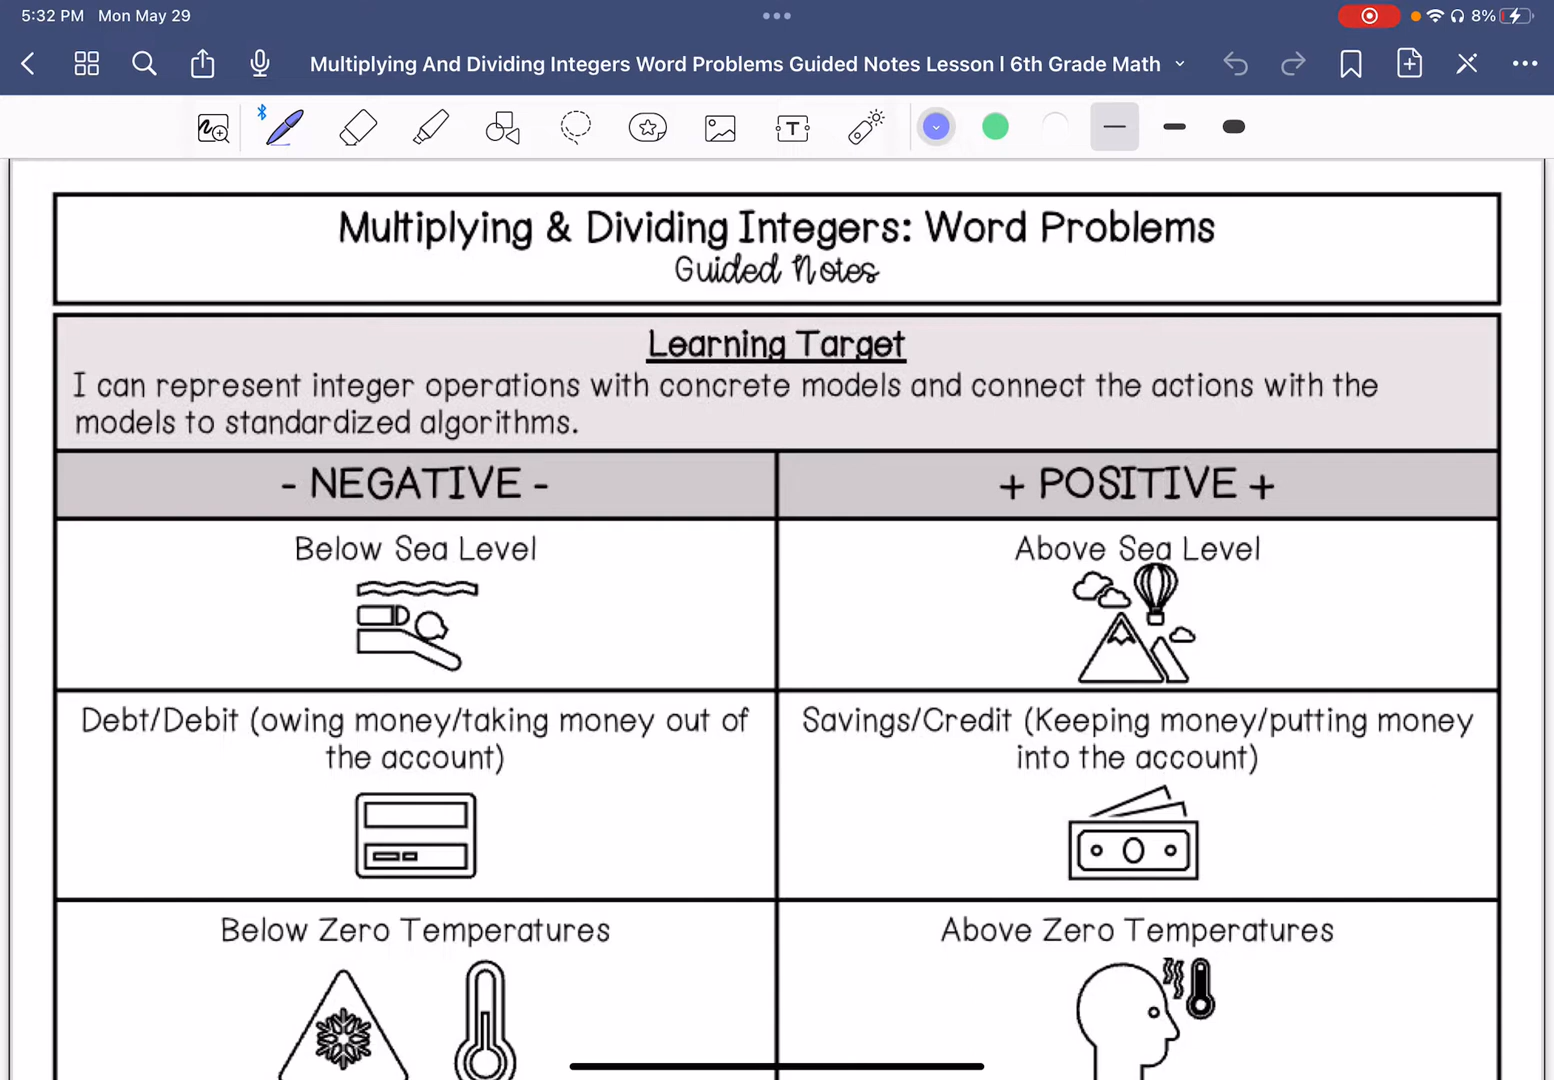 5:32 PM Mon May 29
8%
Multiplying And Dividing Integers Word Problems Guided Notes Lesson | 6th Grade Math
T
Multiplying & Dividing Integers: Word Problems
Guided Notes
Learning Target
I can represent integer operations with concrete models and connect the actions with the
models to standardized algorithms.
- NEGATIVE -
+ POSITIVE +
Below Sea Level
Above Sea Level
Debt/Debit (owing money/taking money out of
the account)
Savings/Credit (Keeping money/putting money
into the account)
Below Zero Temperatures
Above Zero Temperatures